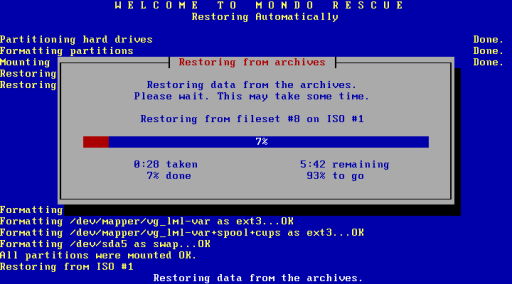 WELCOME TO MONDO RESCUE
Restoring Automatically
Partitioning hard drives Done.
Formatting partitions Done.
Mounting Done.
Restoring
Restoring
Restoring from archives
Restoring data from the archives.
Please wait. This may take some time.
Restoring from fileset #8 on ISO #1
7%
0:28 taken 5:42 remaining
7% done 93% to go
Formatting
Formatting /dev/mapper/vg_lml-var as ext3...OK
Formatting /dev/mapper/vg_lml-var+spool+cups as ext3...OK
Formatting /dev/sda5 as swap...OK
All partitions were mounted OK.
Restoring from ISO #1
Restoring data from the archives.